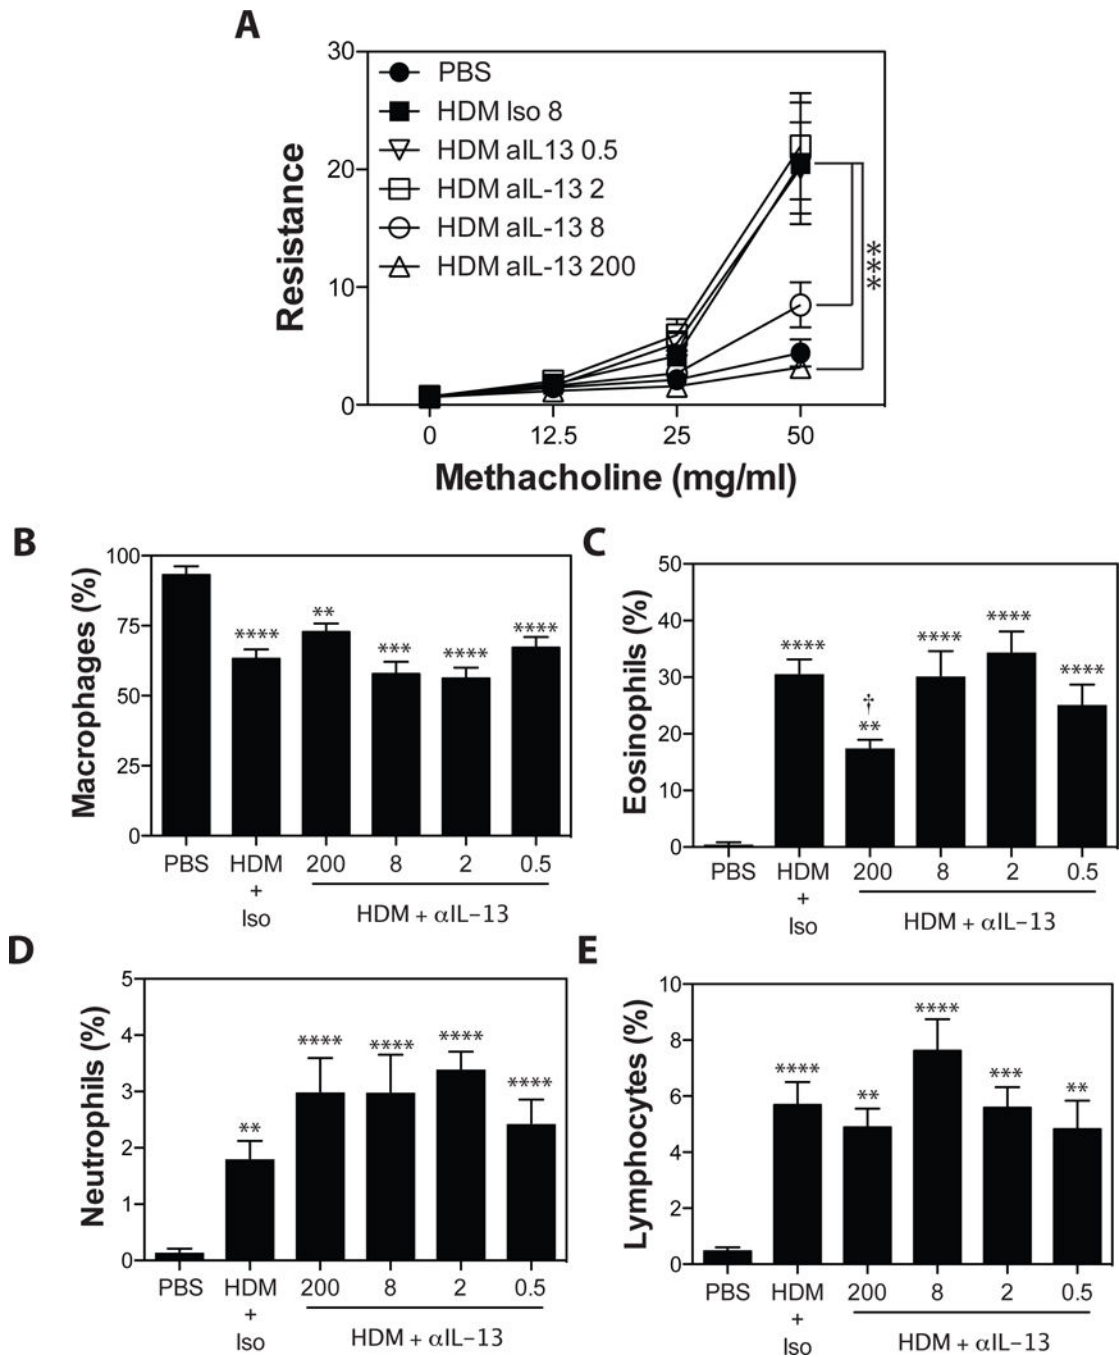 A
30
20
10
0
Resistance
PBS
HDM Iso 8
HDM aIL13 0.5
HDM aIL-13 2
HDM aIL-13 8
HDM aIL-13 200
***
0 12.5 25 50
Methacholine (mg/ml)
B
100
75
50
25
0
Macrophages (%)
**** ** *** **** ****
PBS HDM 200 8 2 0.5
+
Iso
HDM + αIL-13
C
50
40
30
20
10
0
Eosinophils (%)
**** † ** **** **** ****
PBS HDM 200 8 2 0.5
+
Iso
HDM + αIL-13
D
5
4
3
2
1
0
Neutrophils (%)
** **** **** **** ****
PBS HDM 200 8 2 0.5
+
Iso
HDM + αIL-13
E
10
8
6
4
2
0
Lymphocytes (%)
**** ** **** *** **
PBS HDM 200 8 2 0.5
+
Iso
HDM + αIL-13